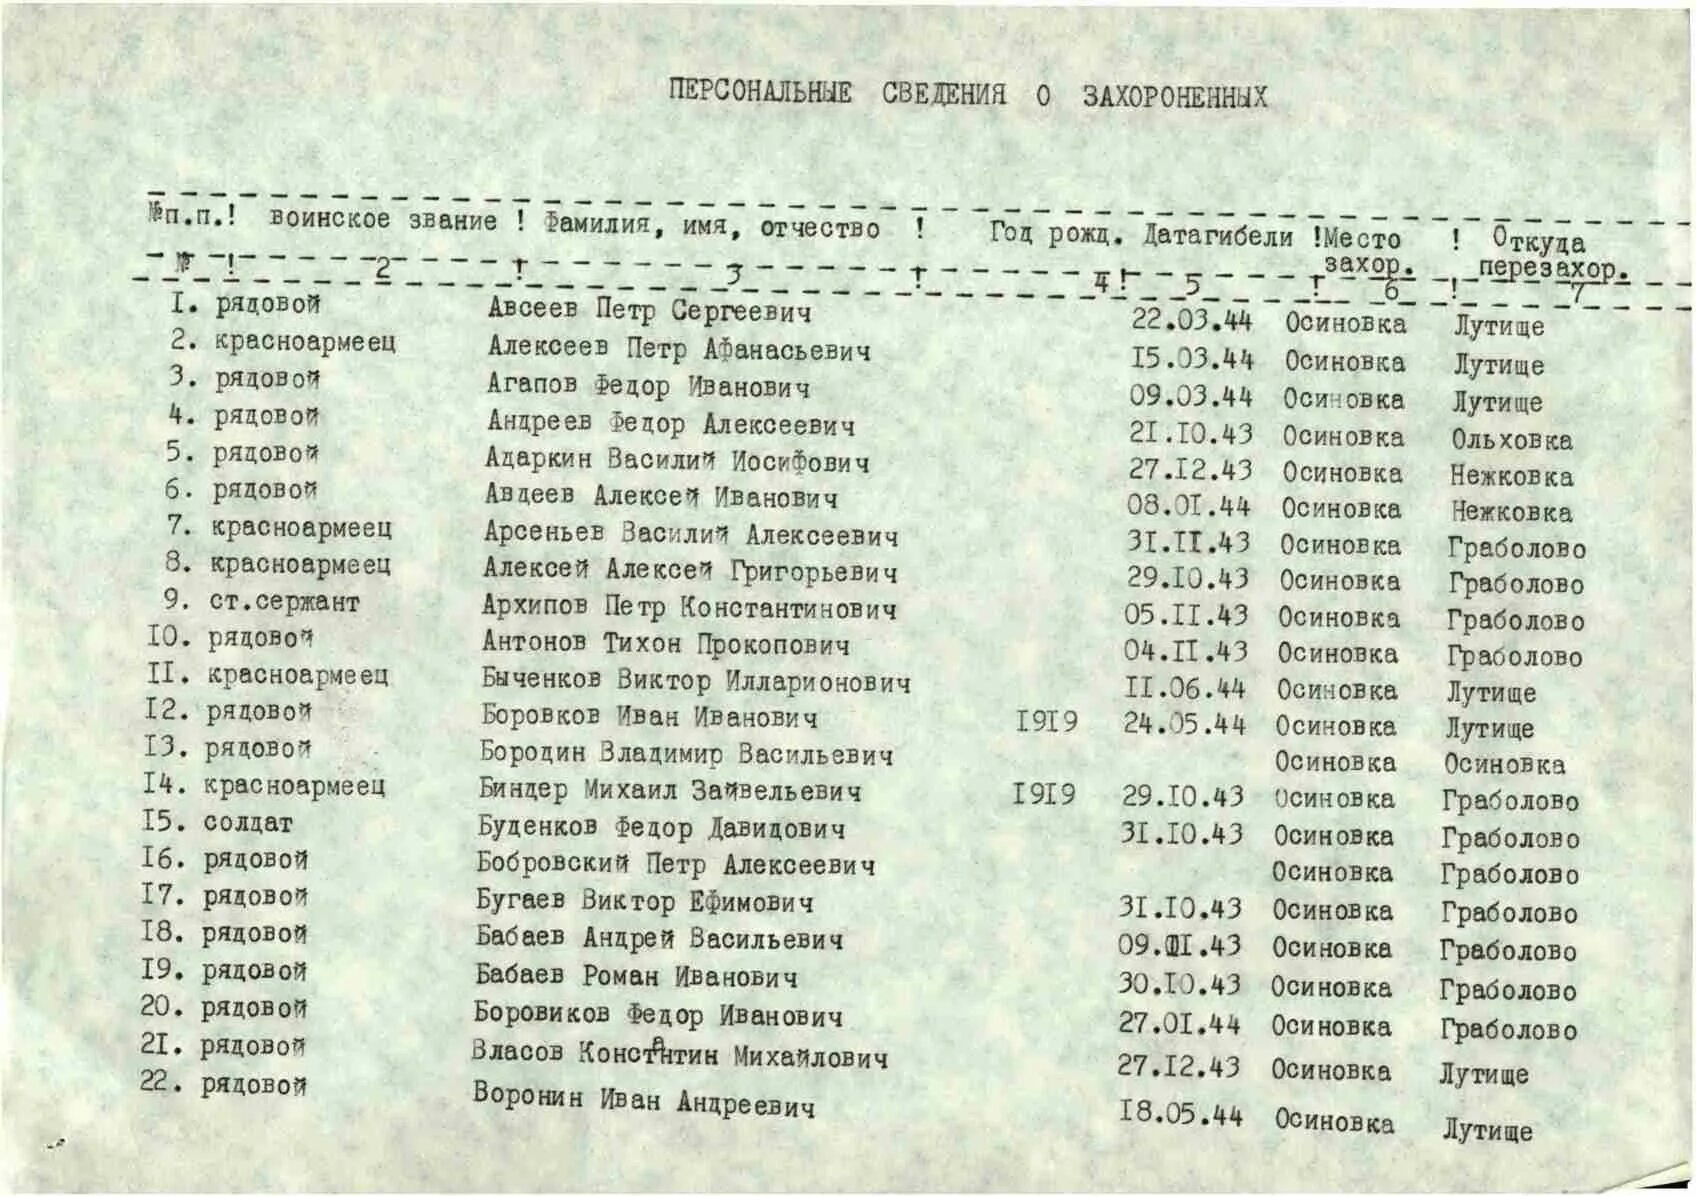 ПЕРСОНАЛЬНЫЕ СВЕДЕНИЯ О ЗАХОРОНЕННЫХ
№п.п.! воинское звание ! Фамилия, имя, отчество ! Год рожд. Датагибели !Место захор. ! Откуда перезахор.
№ ! 2 ! 3 ! 4 ! 5 ! 6 ! 7
I. рядовой Авсеев Петр Сергеевич 22.03.44 Осиновка Лутище
2. красноармеец Алексеев Петр Афанасьевич I5.03.44 Осиновка Лутище
3. рядовой Агапов Федор Иванович 09.03.44 Осиновка Лутище
4. рядовой Андреев Федор Алексеевич 2I.I0.43 Осиновка Ольховка
5. рядовой Адаркин Василий Иосифович 27.I2.43 Осиновка Нежковка
6. рядовой Авдеев Алексей Иванович 08.0I.44 Осиновка Нежковка
7. красноармеец Арсеньев Василий Алексеевич 3I.II.43 Осиновка Граболово
8. красноармеец Алексей Алексей Григорьевич 29.I0.43 Осиновка Граболово
9. ст.сержант Архипов Петр Константинович 05.II.43 Осиновка Граболово
I0. рядовой Антонов Тихон Прокопович 04.II.43 Осиновка Граболово
II. красноармеец Быченков Виктор Илларионович II.06.44 Осиновка Лутище
I2. рядовой Боровков Иван Иванович I9I9 24.05.44 Осиновка Лутище
I3. рядовой Бородин Владимир Васильевич Осиновка Осиновка
I4. красноармеец Биндер Михаил Зайвельевич I9I9 29.I0.43 Осиновка Граболово
I5. солдат Буденков Федор Давидович 3I.I0.43 Осиновка Граболово
I6. рядовой Бобровский Петр Алексеевич Осиновка Граболово
I7. рядовой Бугаев Виктор Ефимович 3I.I0.43 Осиновка Граболово
I8. рядовой Бабаев Андрей Васильевич Осиновка Граболово
I9. рядовой Бабаев Роман Иванович 30.I0.43 Осиновка Граболово
20. рядовой Боровиков Федор Иванович 27.0I.44 Осиновка Граболово
2I. рядовой Власов Константин Михайлович 27.I2.43 Осиновка Лутище
22. рядовой Воронин Иван Андреевич I8.05.44 Осиновка Лутище